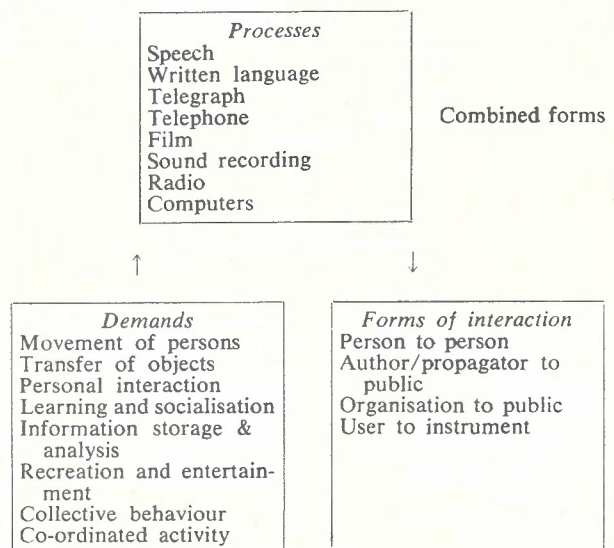 Processes
Speech
Written language
Telegraph
Telephone
Film
Sound recording
Radio
Computers
Combined forms
↑ ↓
Demands
Movement of persons
Transfer of objects
Personal interaction
Learning and socialisation
Information storage &
analysis
Recreation and entertain-
ment
Collective behaviour
Co-ordinated activity
Forms of interaction
Person to person
Author/propagator to
public
Organisation to public
User to instrument